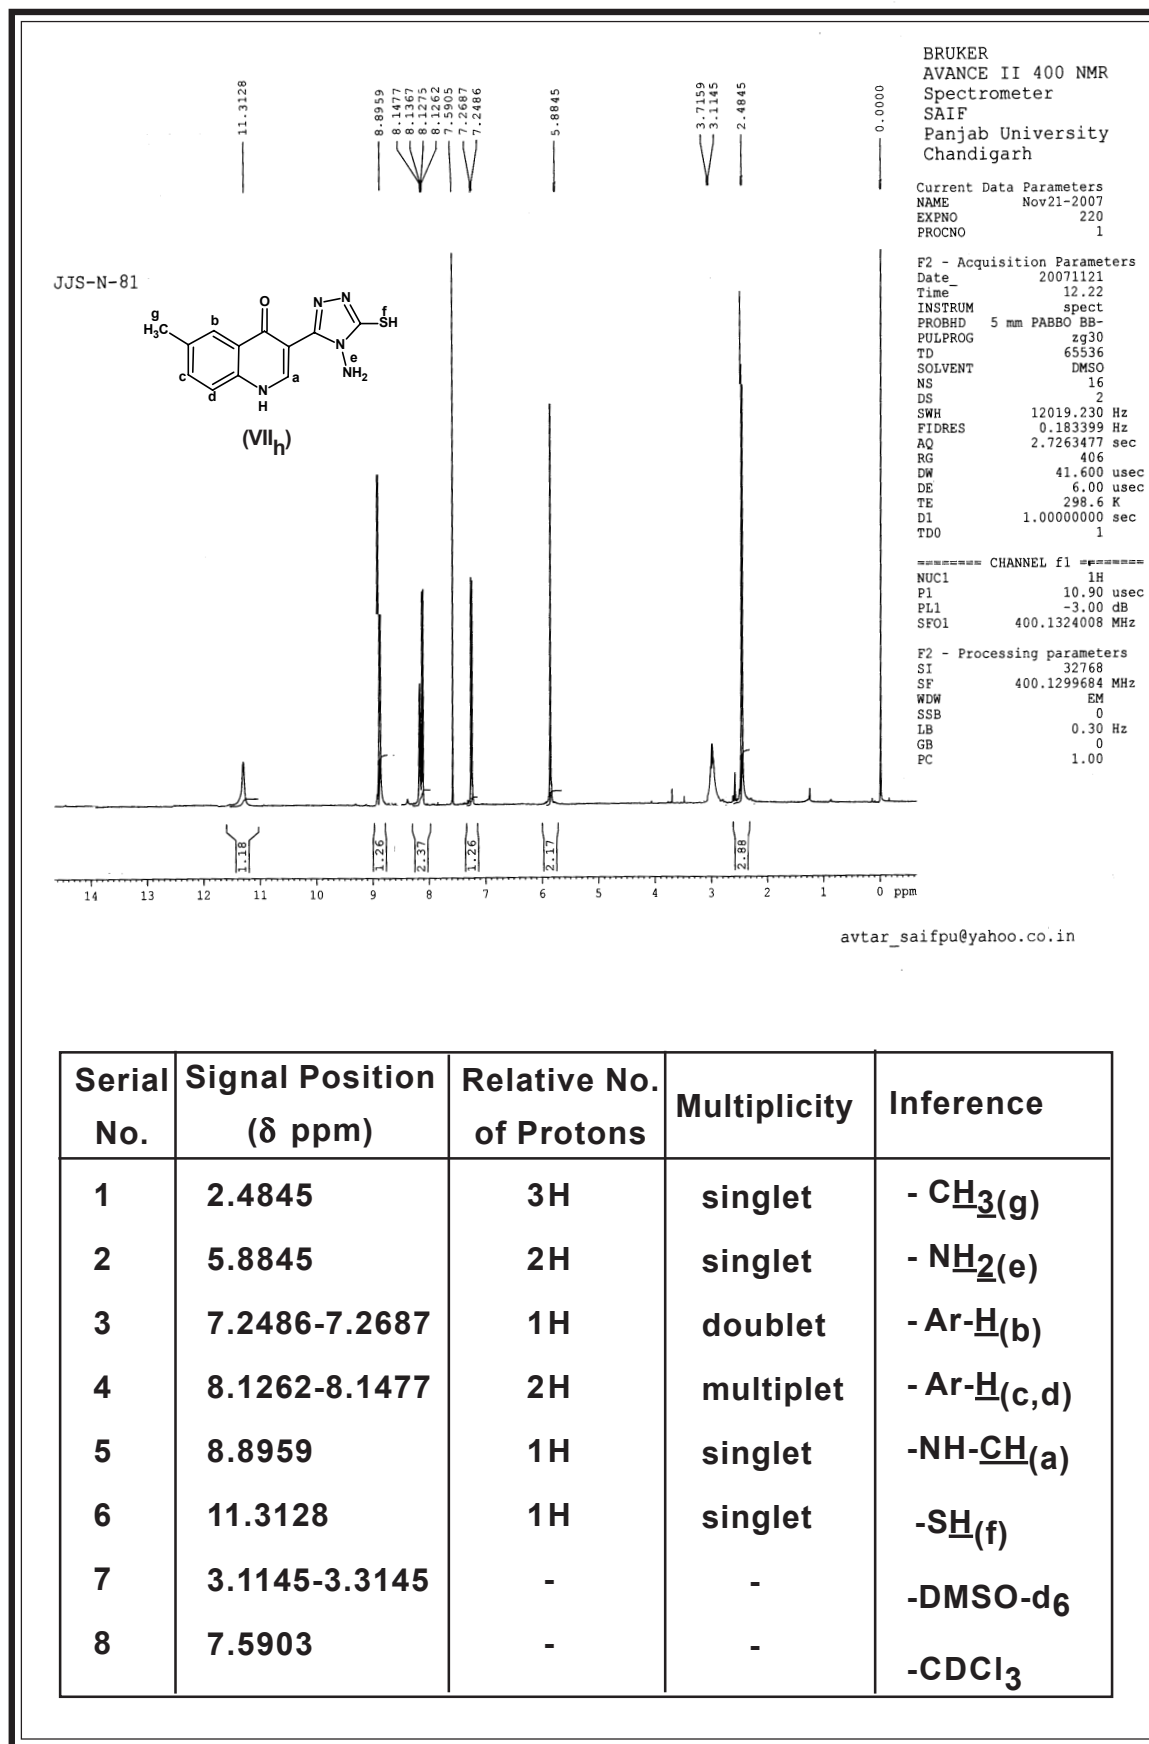 BRUKER
AVANCE II 400 NMR
Spectrometer
SAIF
Panjab University
Chandigarh
11.3128
8.8959
8.1477
8.1367
8.1275
8.1262
7.5905
7.2687
7.2486
5.8845
3.7159
3.1145
2.4845
0.0000
Current Data Parameters
NAME Nov21-2007
EXPNO 220
PROCNO 1
F2 - Acquisition Parameters
Date_ 20071121
Time 12.22
INSTRUM spect
PROBHD 5 mm PABBO BB-
PULPROG zg30
TD 65536
SOLVENT DMSO
NS 16
DS 2
SWH 12019.230 Hz
FIDRES 0.183399 Hz
AQ 2.7263477 sec
RG 406
DW 41.600 usec
DE 6.00 usec
TE 298.6 K
D1 1.00000000 sec
TD0 1
======== CHANNEL f1 ========
NUC1 1H
P1 10.90 usec
PL1 -3.00 dB
SFO1 400.1324008 MHz
F2 - Processing parameters
SI 32768
SF 400.1299684 MHz
WDW EM
SSB 0
LB 0.30 Hz
GB 0
PC 1.00
JJS-N-81
g
H3C
b
O
N
N
f
SH
N
e
NH2
c
d
N
H
a
(VIIh)
1.18
1.26
2.37
1.26
2.17
2.88
14 13 12 11 10 9 8 7 6 5 4 3 2 1 0 ppm
avtar_saifpu@yahoo.co.in
Serial No. Signal Position (δ ppm) Relative No. of Protons Multiplicity Inference
1 2.4845 3H singlet - CH3(g)
2 5.8845 2H singlet - NH2(e)
3 7.2486-7.2687 1H doublet - Ar-H(b)
4 8.1262-8.1477 2H multiplet - Ar-H(c,d)
5 8.8959 1H singlet -NH-CH(a)
6 11.3128 1H singlet -SH(f)
7 3.1145-3.3145 - - -DMSO-d6
8 7.5903 - - -CDCl3